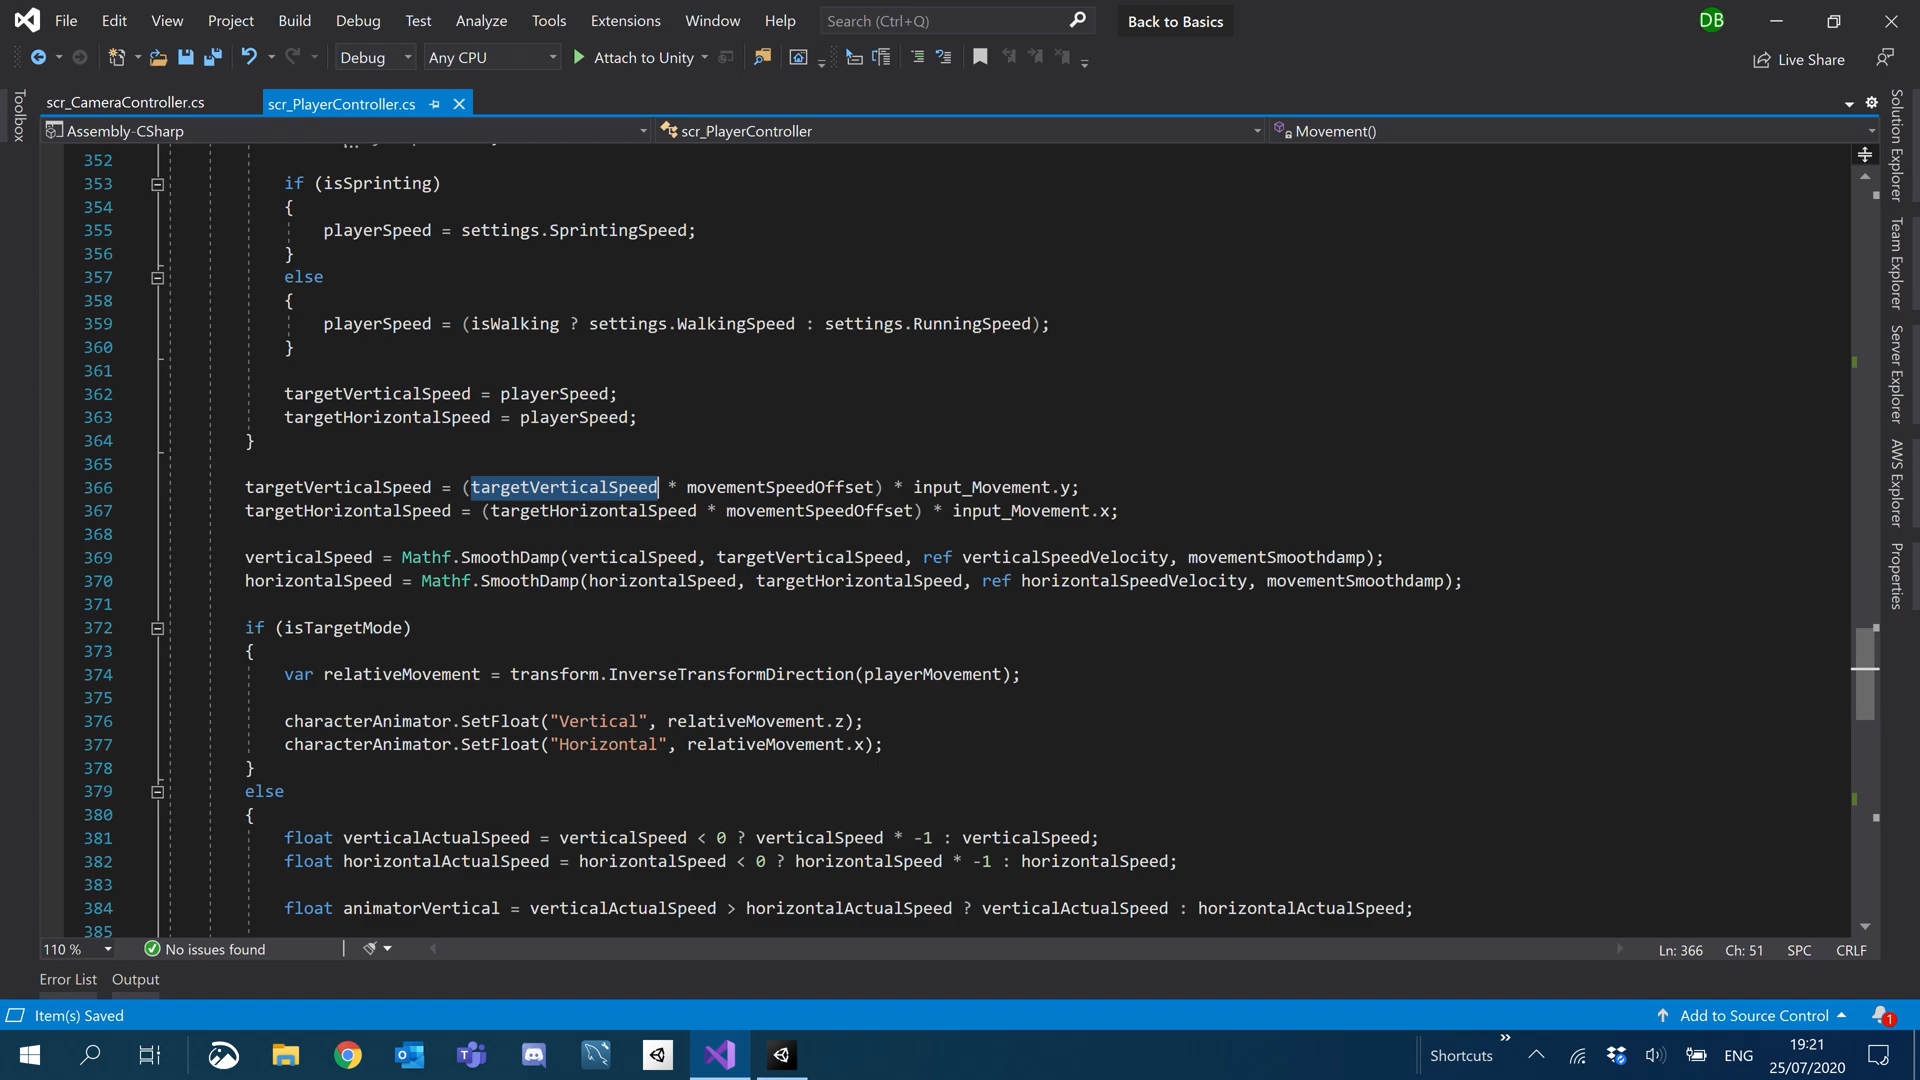 File Edit View Project Build Debug Test Analyze Tools Extensions Window Help Search (Ctrl+Q) Back to Basics DB
Debug Any CPU Attach to Unity Live Share
scr_CameraController.cs scr_PlayerController.cs
Assembly-CSharp scr_PlayerController Movement()
Toolbox
Solution Explorer
Team Explorer
Server Explorer
AWS Explorer
Properties
352
353 if (isSprinting)
354 {
355 playerSpeed = settings.SprintingSpeed;
356 }
357 else
358 {
359 playerSpeed = (isWalking ? settings.WalkingSpeed : settings.RunningSpeed);
360 }
361
362 targetVerticalSpeed = playerSpeed;
363 targetHorizontalSpeed = playerSpeed;
364 }
365
366 targetVerticalSpeed = (targetVerticalSpeed * movementSpeedOffset) * input_Movement.y;
367 targetHorizontalSpeed = (targetHorizontalSpeed * movementSpeedOffset) * input_Movement.x;
368
369 verticalSpeed = Mathf.SmoothDamp(verticalSpeed, targetVerticalSpeed, ref verticalSpeedVelocity, movementSmoothdamp);
370 horizontalSpeed = Mathf.SmoothDamp(horizontalSpeed, targetHorizontalSpeed, ref horizontalSpeedVelocity, movementSmoothdamp);
371
372 if (isTargetMode)
373 {
374 var relativeMovement = transform.InverseTransformDirection(playerMovement);
375
376 characterAnimator.SetFloat("Vertical", relativeMovement.z);
377 characterAnimator.SetFloat("Horizontal", relativeMovement.x);
378 }
379 else
380 {
381 float verticalActualSpeed = verticalSpeed < 0 ? verticalSpeed * -1 : verticalSpeed;
382 float horizontalActualSpeed = horizontalSpeed < 0 ? horizontalSpeed * -1 : horizontalSpeed;
383
384 float animatorVertical = verticalActualSpeed > horizontalActualSpeed ? verticalActualSpeed : horizontalActualSpeed;
385
110 % No issues found Ln: 366 Ch: 51 SPC CRLF
Error List Output
Item(s) Saved Add to Source Control 1
Shortcuts ENG 19:21
25/07/2020